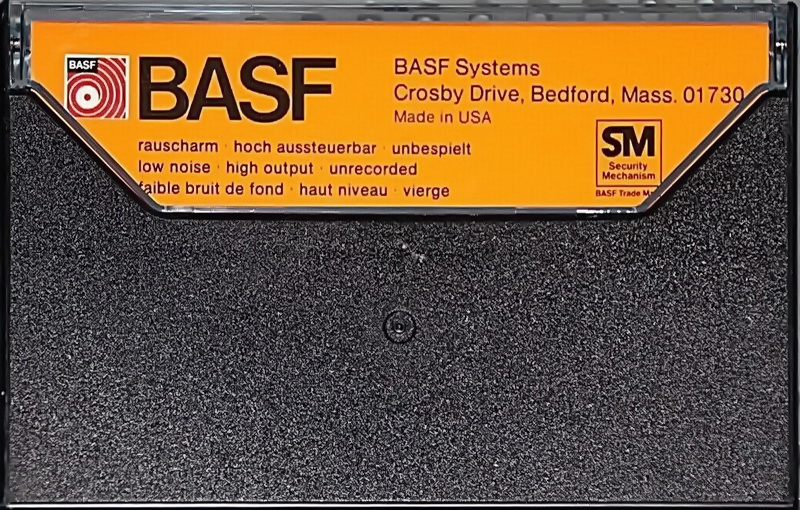 BASF
BASF
BASF Systems
Crosby Drive, Bedford, Mass. 01730
Made in USA
rauscharm · hoch aussteuerbar · unbespielt
low noise · high output · unrecorded
faible bruit de fond · haut niveau · vierge
SM
Security
Mechanism
BASF Trade